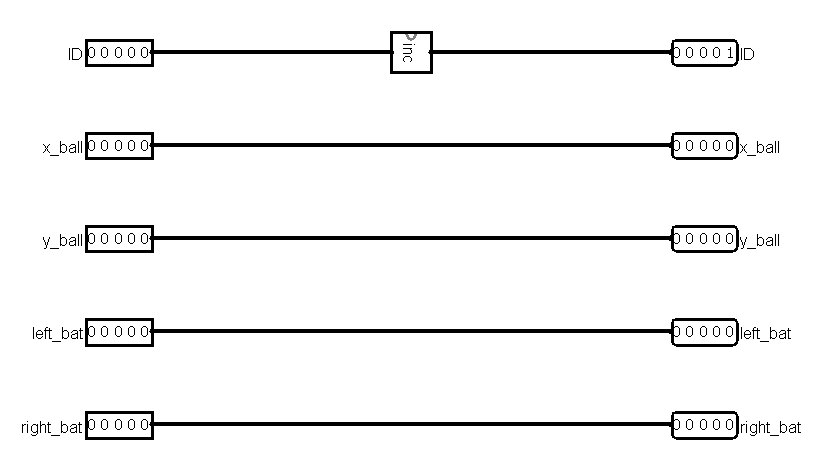 ID 0 0 0 0 0 inc 0 0 0 0 1 ID
x_ball 0 0 0 0 0 0 0 0 0 0 x_ball
y_ball 0 0 0 0 0 0 0 0 0 0 y_ball
left_bat 0 0 0 0 0 0 0 0 0 0 left_bat
right_bat 0 0 0 0 0 0 0 0 0 0 right_bat